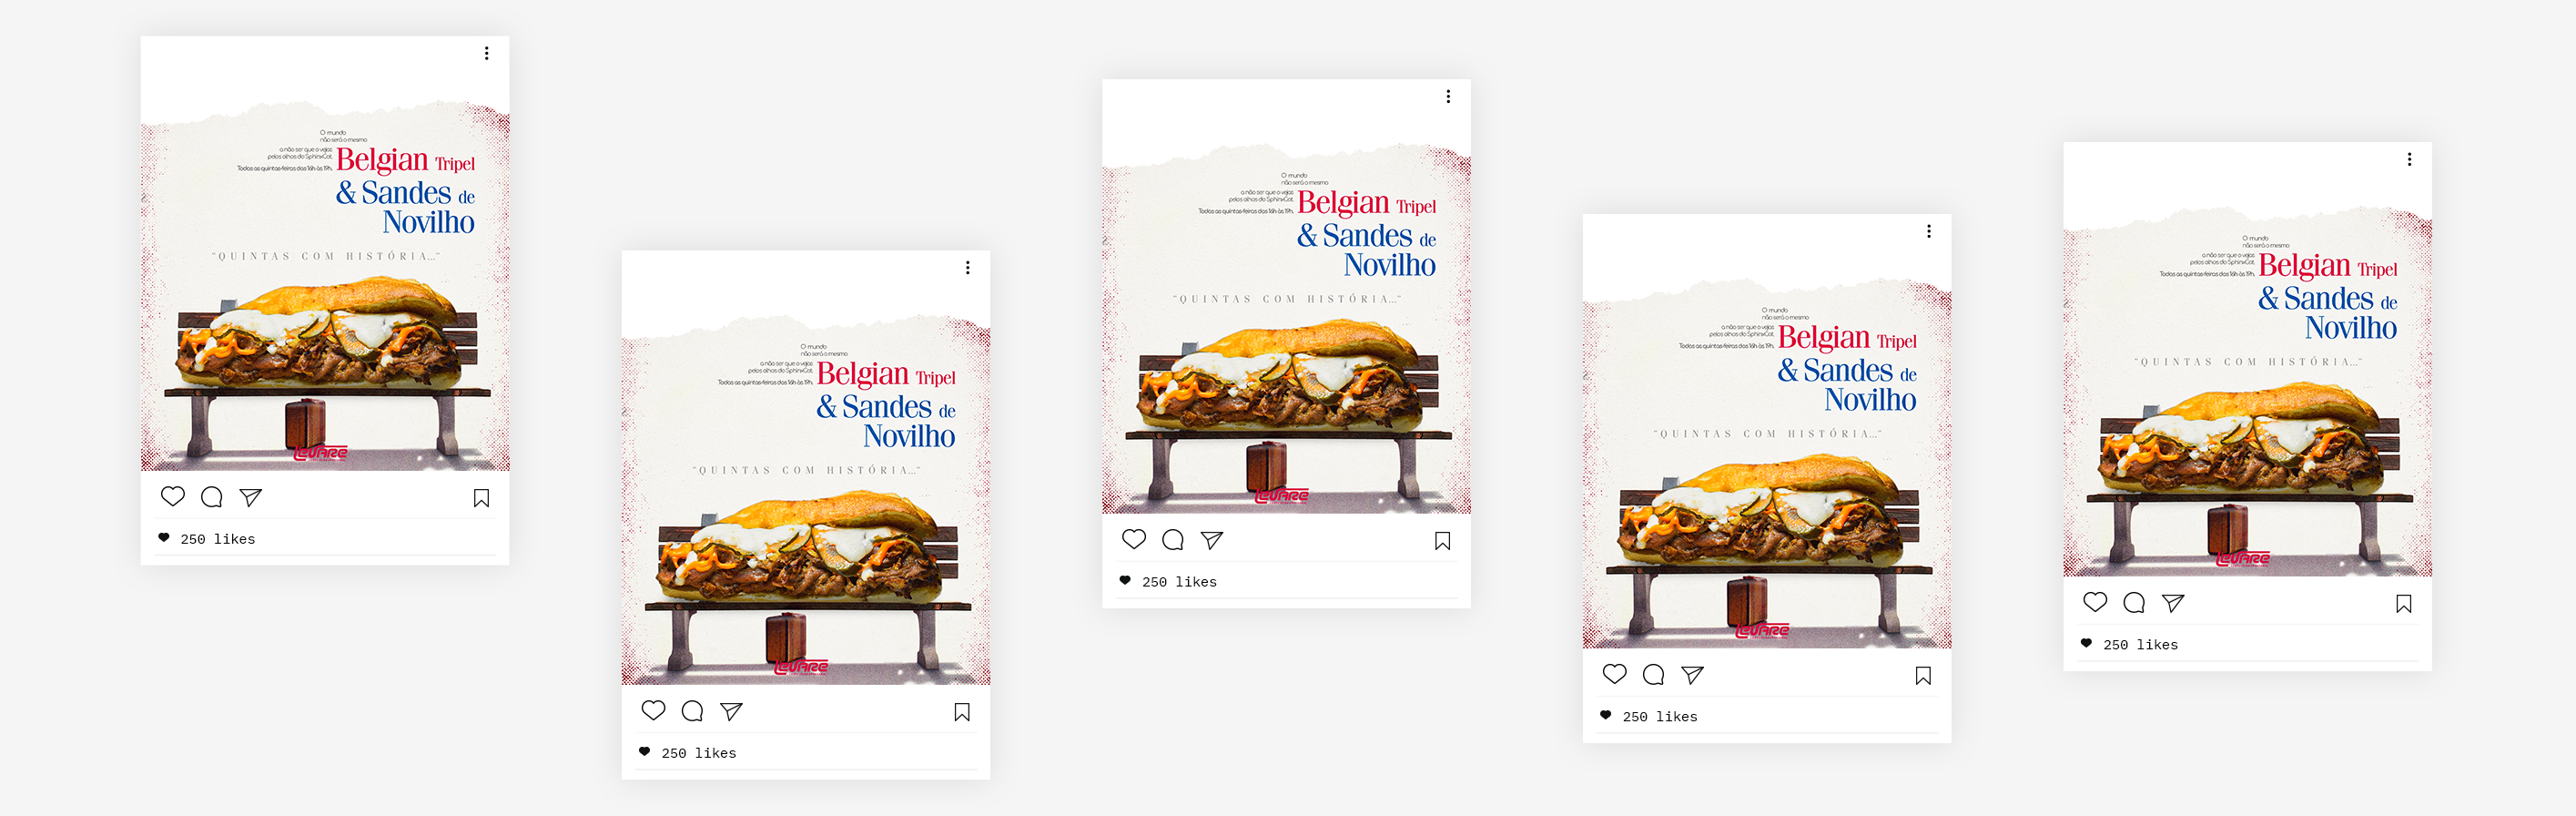 O mundo
não será o mesmo
a não ser que o vejas
pelos olhos do SphinxCat.
Todas as quintas-feiras das 16h às 19h.
Belgian Tripel
& Sandes de
Novilho
"QUINTAS COM HISTÓRIA..."
LeVARE
250 likes
O mundo
não será o mesmo
a não ser que o vejas
pelos olhos do SphinxCat.
Todas as quintas-feiras das 16h às 19h.
Belgian Tripel
& Sandes de
Novilho
"QUINTAS COM HISTÓRIA..."
LeVARE
250 likes
O mundo
não será o mesmo
a não ser que o vejas
pelos olhos do SphinxCat.
Todas as quintas-feiras das 16h às 19h.
Belgian Tripel
& Sandes de
Novilho
"QUINTAS COM HISTÓRIA..."
LeVARE
250 likes
O mundo
não será o mesmo
a não ser que o vejas
pelos olhos do SphinxCat.
Todas as quintas-feiras das 16h às 19h.
Belgian Tripel
& Sandes de
Novilho
"QUINTAS COM HISTÓRIA..."
LeVARE
250 likes
O mundo
não será o mesmo
a não ser que o vejas
pelos olhos do SphinxCat.
Todas as quintas-feiras das 16h às 19h.
Belgian Tripel
& Sandes de
Novilho
"QUINTAS COM HISTÓRIA..."
LeVARE
250 likes